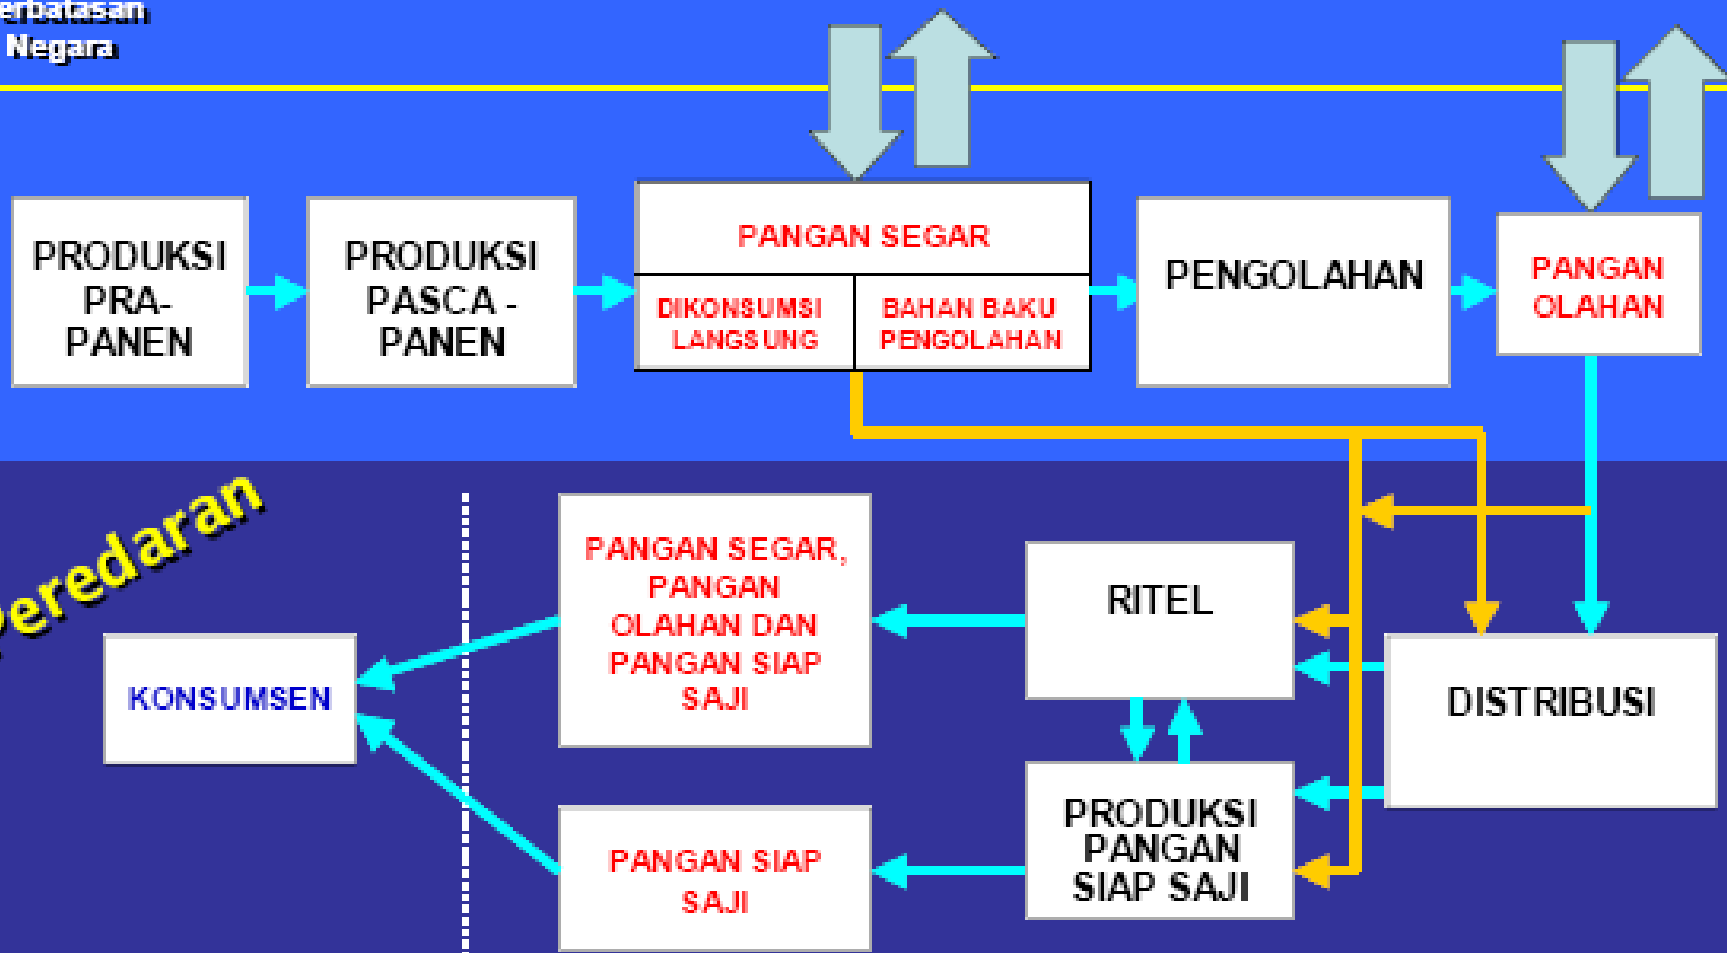 erbatasan
Negara
PRODUKSI
PRA-
PANEN
PRODUKSI
PASCA -
PANEN
PANGAN SEGAR
DIKONSUMSI
LANGSUNG
BAHAN BAKU
PENGOLAHAN
PENGOLAHAN
PANGAN
OLAHAN
Peredaran
KONSUMSEN
PANGAN SEGAR,
PANGAN
OLAHAN DAN
PANGAN SIAP
SAJI
PANGAN SIAP
SAJI
RITEL
PRODUKSI
PANGAN
SIAP SAJI
DISTRIBUSI